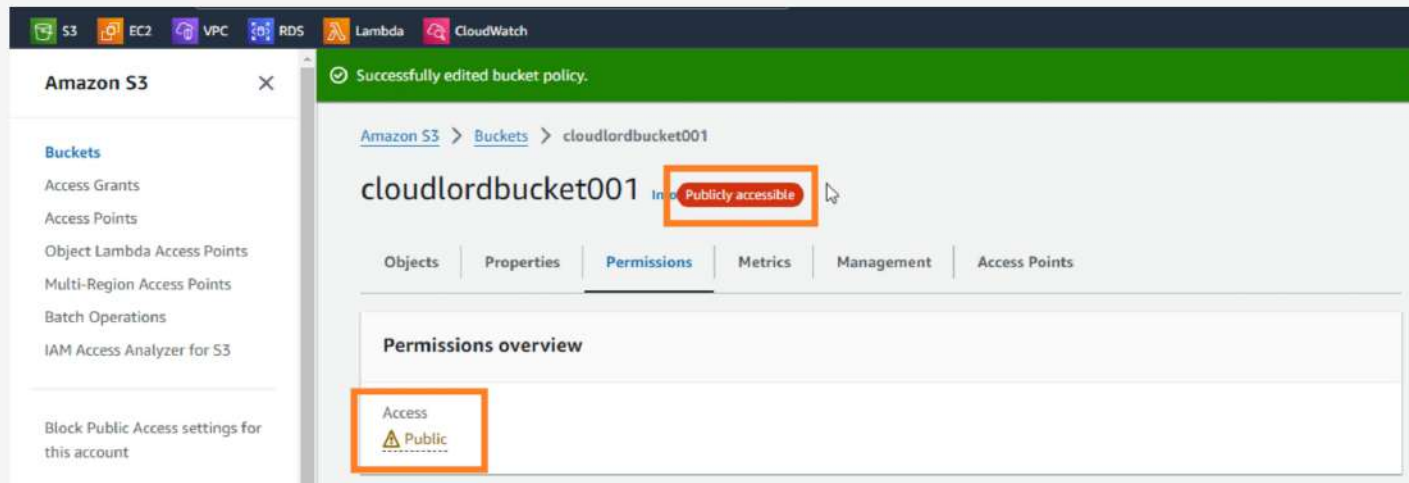 S3 EC2 VPC RDS Lambda CloudWatch
Amazon S3
Buckets
Access Grants
Access Points
Object Lambda Access Points
Multi-Region Access Points
Batch Operations
IAM Access Analyzer for S3
Block Public Access settings for
this account
Successfully edited bucket policy.
Amazon S3 > Buckets > cloudlordbucket001
cloudlordbucket001 Info Publicly accessible
Objects Properties Permissions Metrics Management Access Points
Permissions overview
Access
Public